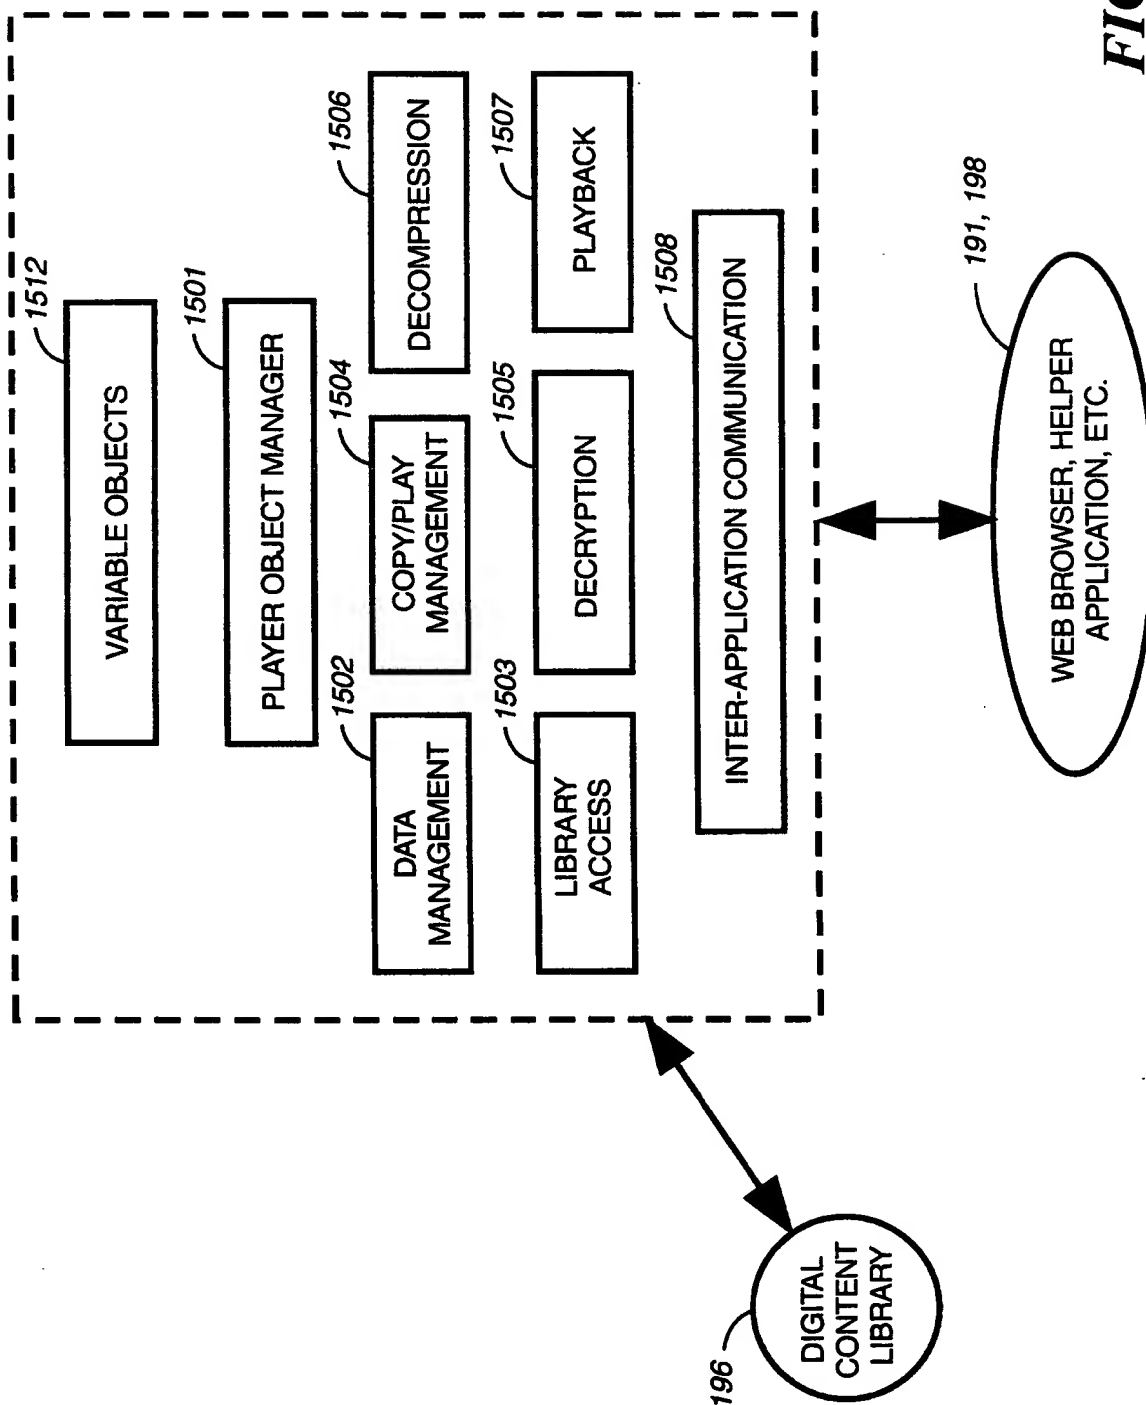 1512
VARIABLE OBJECTS
1501
PLAYER OBJECT MANAGER
1502
DATA
MANAGEMENT
1504
COPY/PLAY
MANAGEMENT
1506
DECOMPRESSION
1503
LIBRARY
ACCESS
1505
DECRYPTION
1507
PLAYBACK
1508
INTER-APPLICATION COMMUNICATION
196
DIGITAL
CONTENT
LIBRARY
191, 198
WEB BROWSER, HELPER
APPLICATION, ETC.